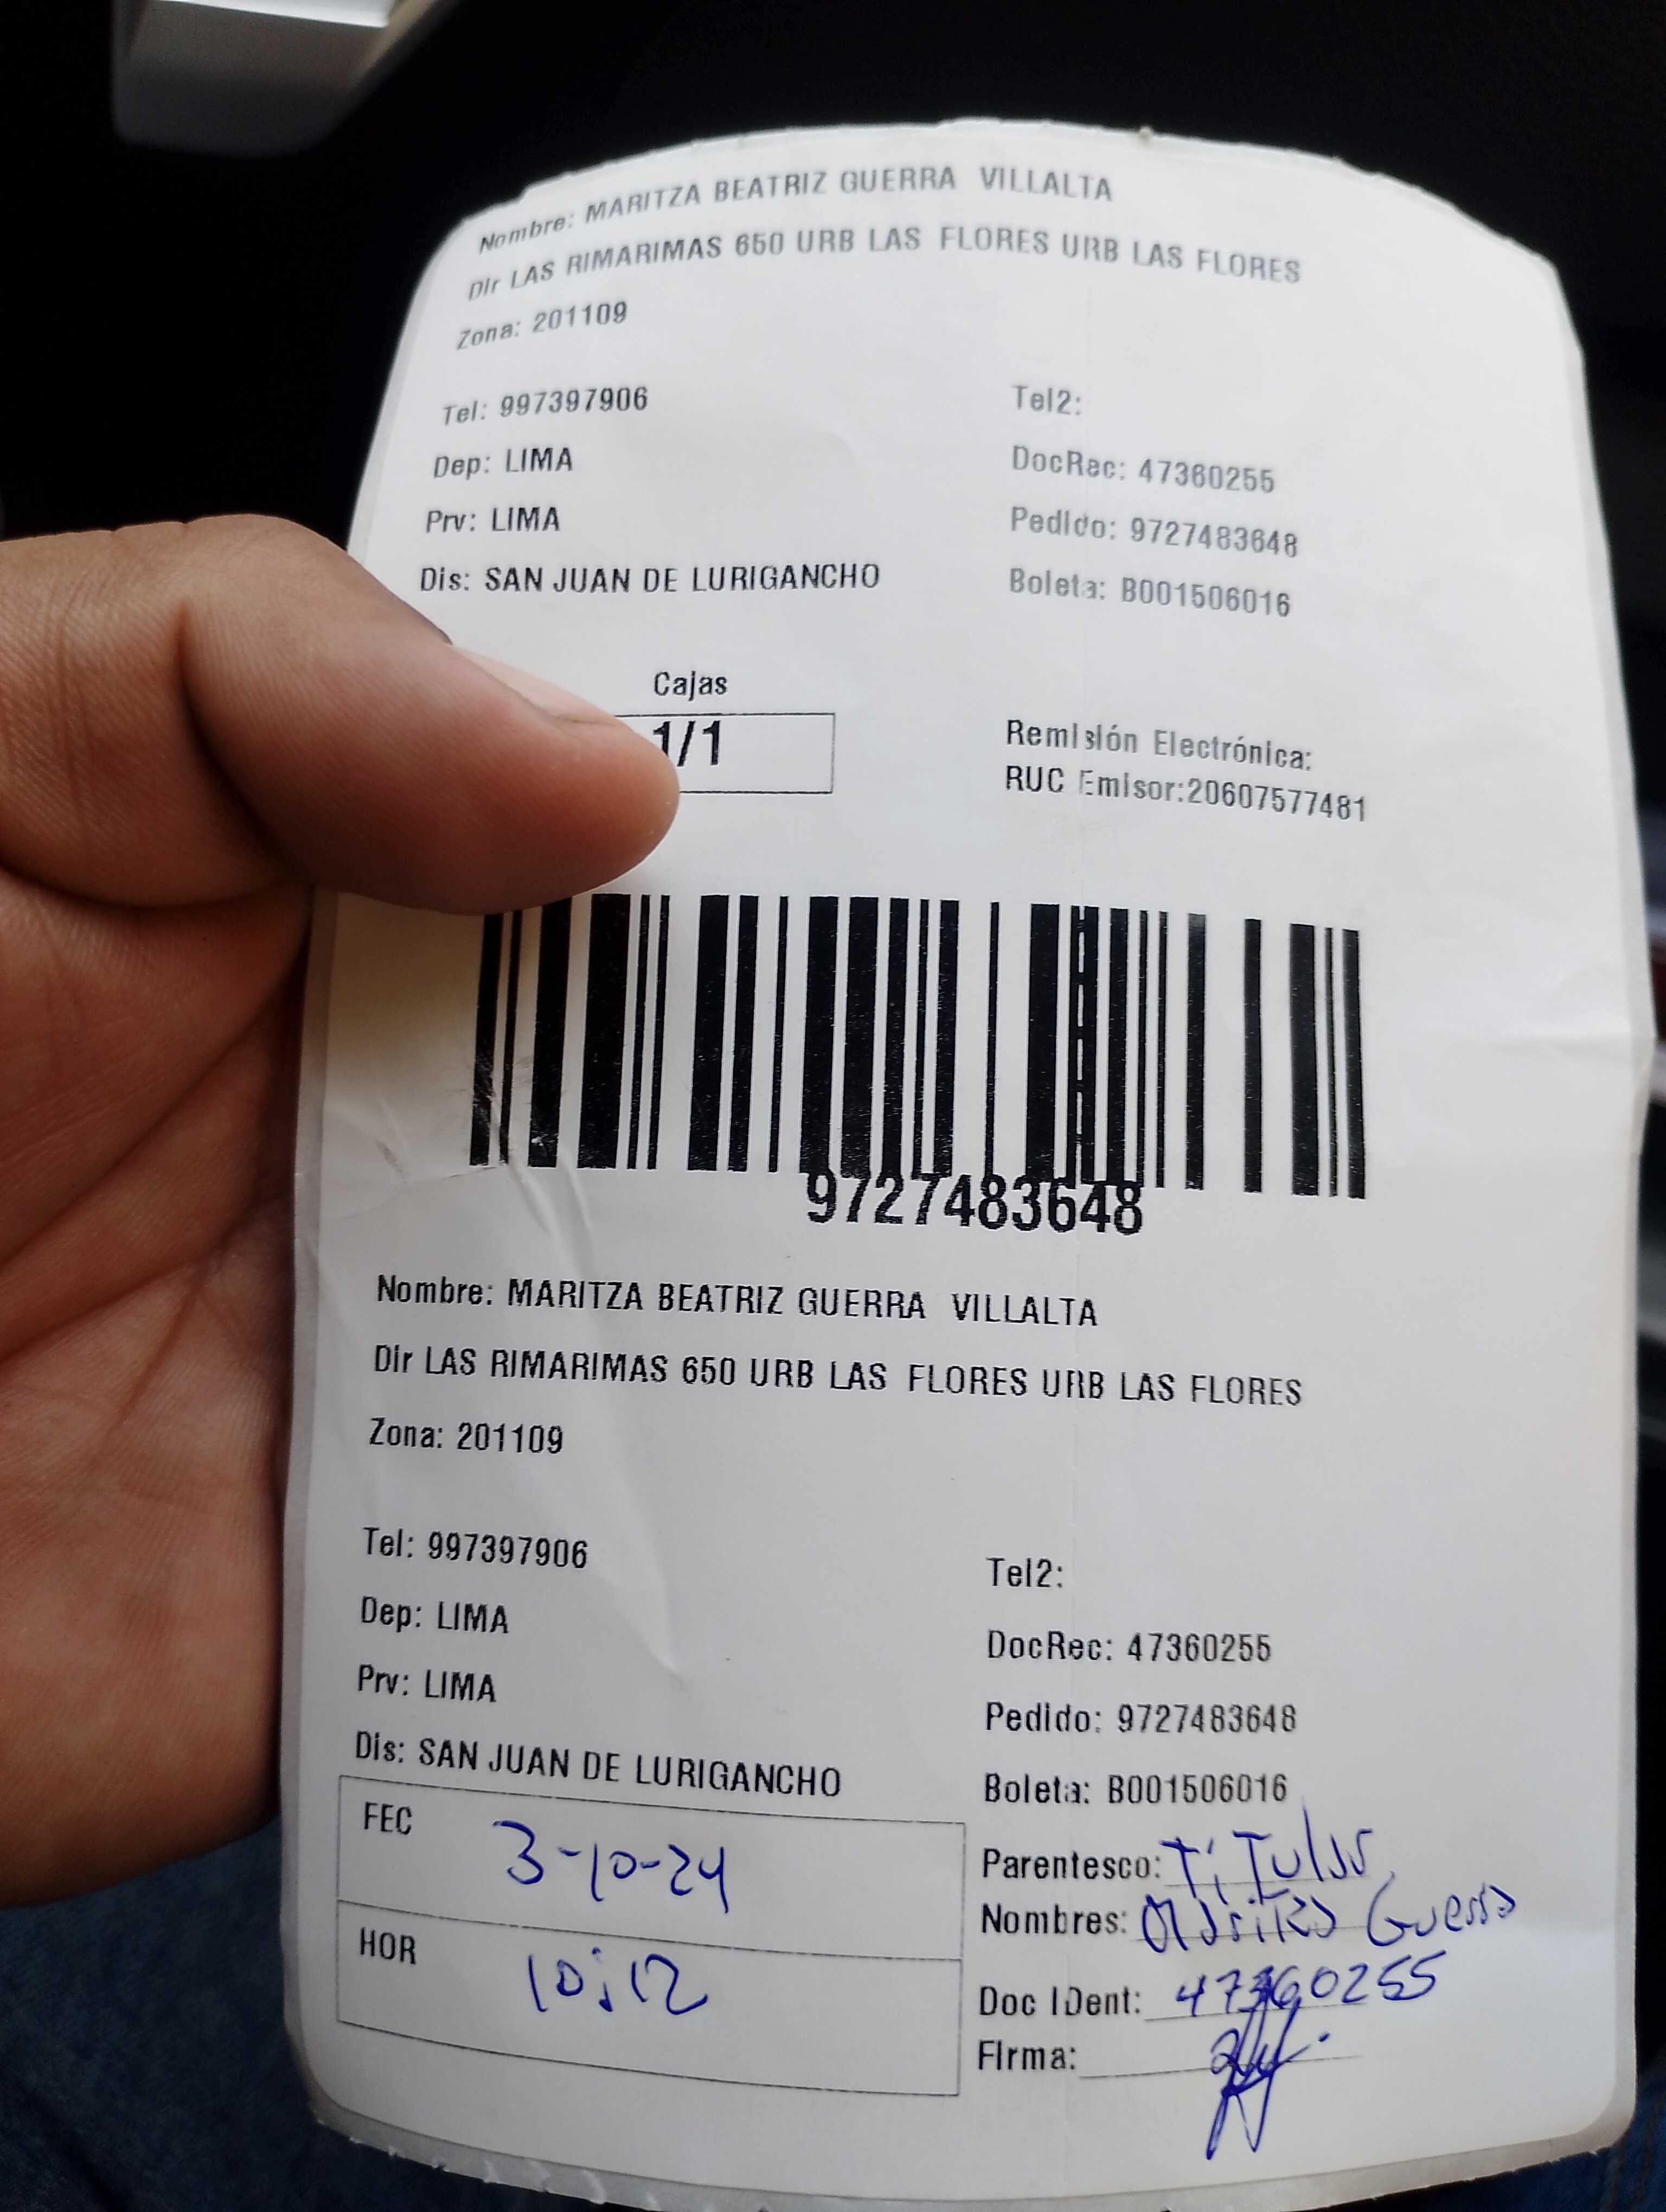 Nombre: MARITZA BEATRIZ GUERRA VILLALTA
Dir LAS RIMARIMAS 650 URB LAS FLORES URB LAS FLORES
Zona: 201109
Tel: 997397906 Tel2:
Dep: LIMA DocRec: 47360255
Prv: LIMA Pedido: 9727483648
Dis: SAN JUAN DE LURIGANCHO Boleta: B001506016
Cajas
1/1
Remisión Electrónica:
RUC Emisor:20607577481
9727483648
Nombre: MARITZA BEATRIZ GUERRA VILLALTA
Dir LAS RIMARIMAS 650 URB LAS FLORES URB LAS FLORES
Zona: 201109
Tel: 997397906 Tel2:
Dep: LIMA DocRec: 47360255
Prv: LIMA Pedido: 9727483648
Dis: SAN JUAN DE LURIGANCHO Boleta: B001506016
FEC 3-10-24
Parentesco: Titular
Nombres: Maritza Guerra
HOR 10:12
Doc IDent: 47360255
Firma: